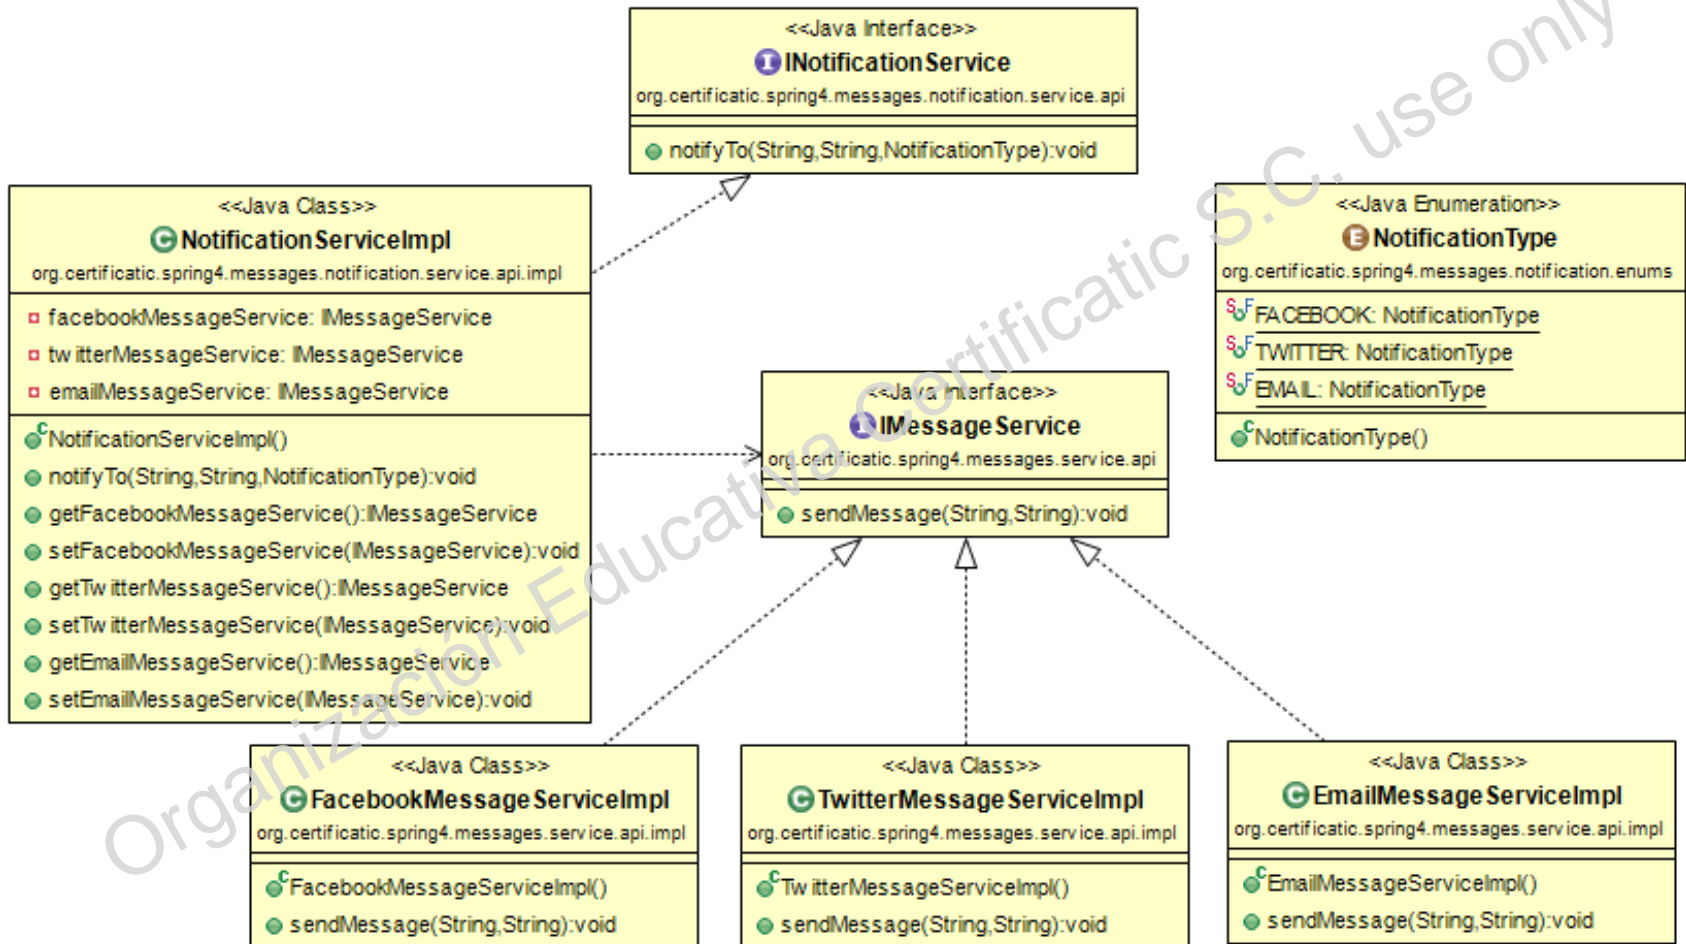 <<Java Interface>>
INotificationService
org.certificatic.spring4.messages.notification.service.api
notifyTo(String,String,NotificationType):void
<<Java Class>>
NotificationServiceImpl
org.certificatic.spring4.messages.notification.service.api.impl
facebookMessageService: IMessageService
twitterMessageService: IMessageService
emailMessageService: IMessageService
NotificationServiceImpl()
notifyTo(String,String,NotificationType):void
getFacebookMessageService():IMessageService
setFacebookMessageService(IMessageService):void
getTwitterMessageService():IMessageService
setTwitterMessageService(IMessageService):void
getEmailMessageService():IMessageService
setEmailMessageService(IMessageService):void
<<Java Enumeration>>
NotificationType
org.certificatic.spring4.messages.notification.enums
FACEBOOK: NotificationType
TWITTER: NotificationType
EMAIL: NotificationType
NotificationType()
<<Java Interface>>
IMessageService
org.certificatic.spring4.messages.service.api
sendMessage(String,String):void
<<Java Class>>
FacebookMessageServiceImpl
org.certificatic.spring4.messages.service.api.impl
FacebookMessageServiceImpl()
sendMessage(String,String):void
<<Java Class>>
TwitterMessageServiceImpl
org.certificatic.spring4.messages.service.api.impl
TwitterMessageServiceImpl()
sendMessage(String,String):void
<<Java Class>>
EmailMessageServiceImpl
org.certificatic.spring4.messages.service.api.impl
EmailMessageServiceImpl()
sendMessage(String,String):void
Organización Educativa Certificatic S.C. use only